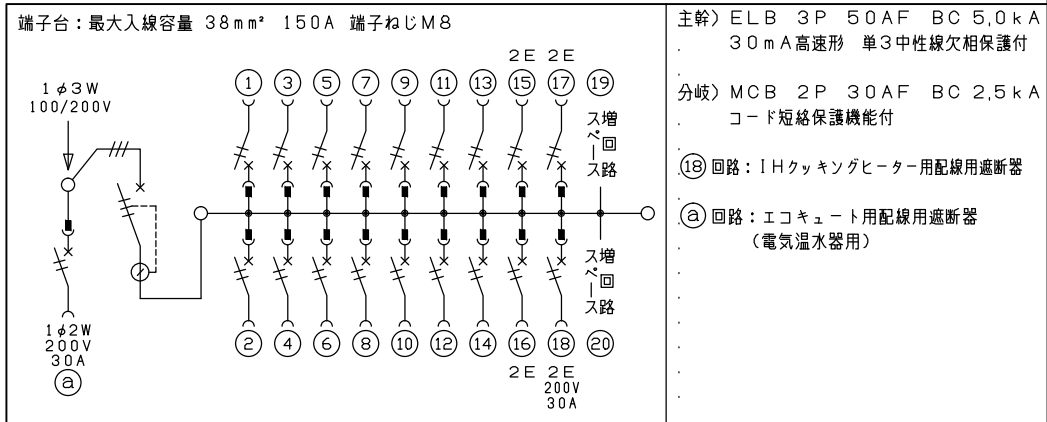 端子台：最大入線容量 38mm² 150A 端子ねじM8
2E 2E
① ③ ⑤ ⑦ ⑨ ⑪ ⑬ ⑮ ⑰ ⑲
1φ3W
100/200V
増回路
スペース
増回路
スペース
② ④ ⑥ ⑧ ⑩ ⑫ ⑭ ⑯ ⑱ ⑳
2E 2E
200V
30A
1φ2W
200V
30A
ⓐ
主幹）ELB 3P 50AF BC 5,0kA
30mA高速形 単3中性線欠相保護付
分岐）MCB 2P 30AF BC 2,5kA
コード短絡保護機能付
⑱回路：IHクッキングヒーター用配線用遮断器
ⓐ回路：エコキュート用配線用遮断器
（電気温水器用）